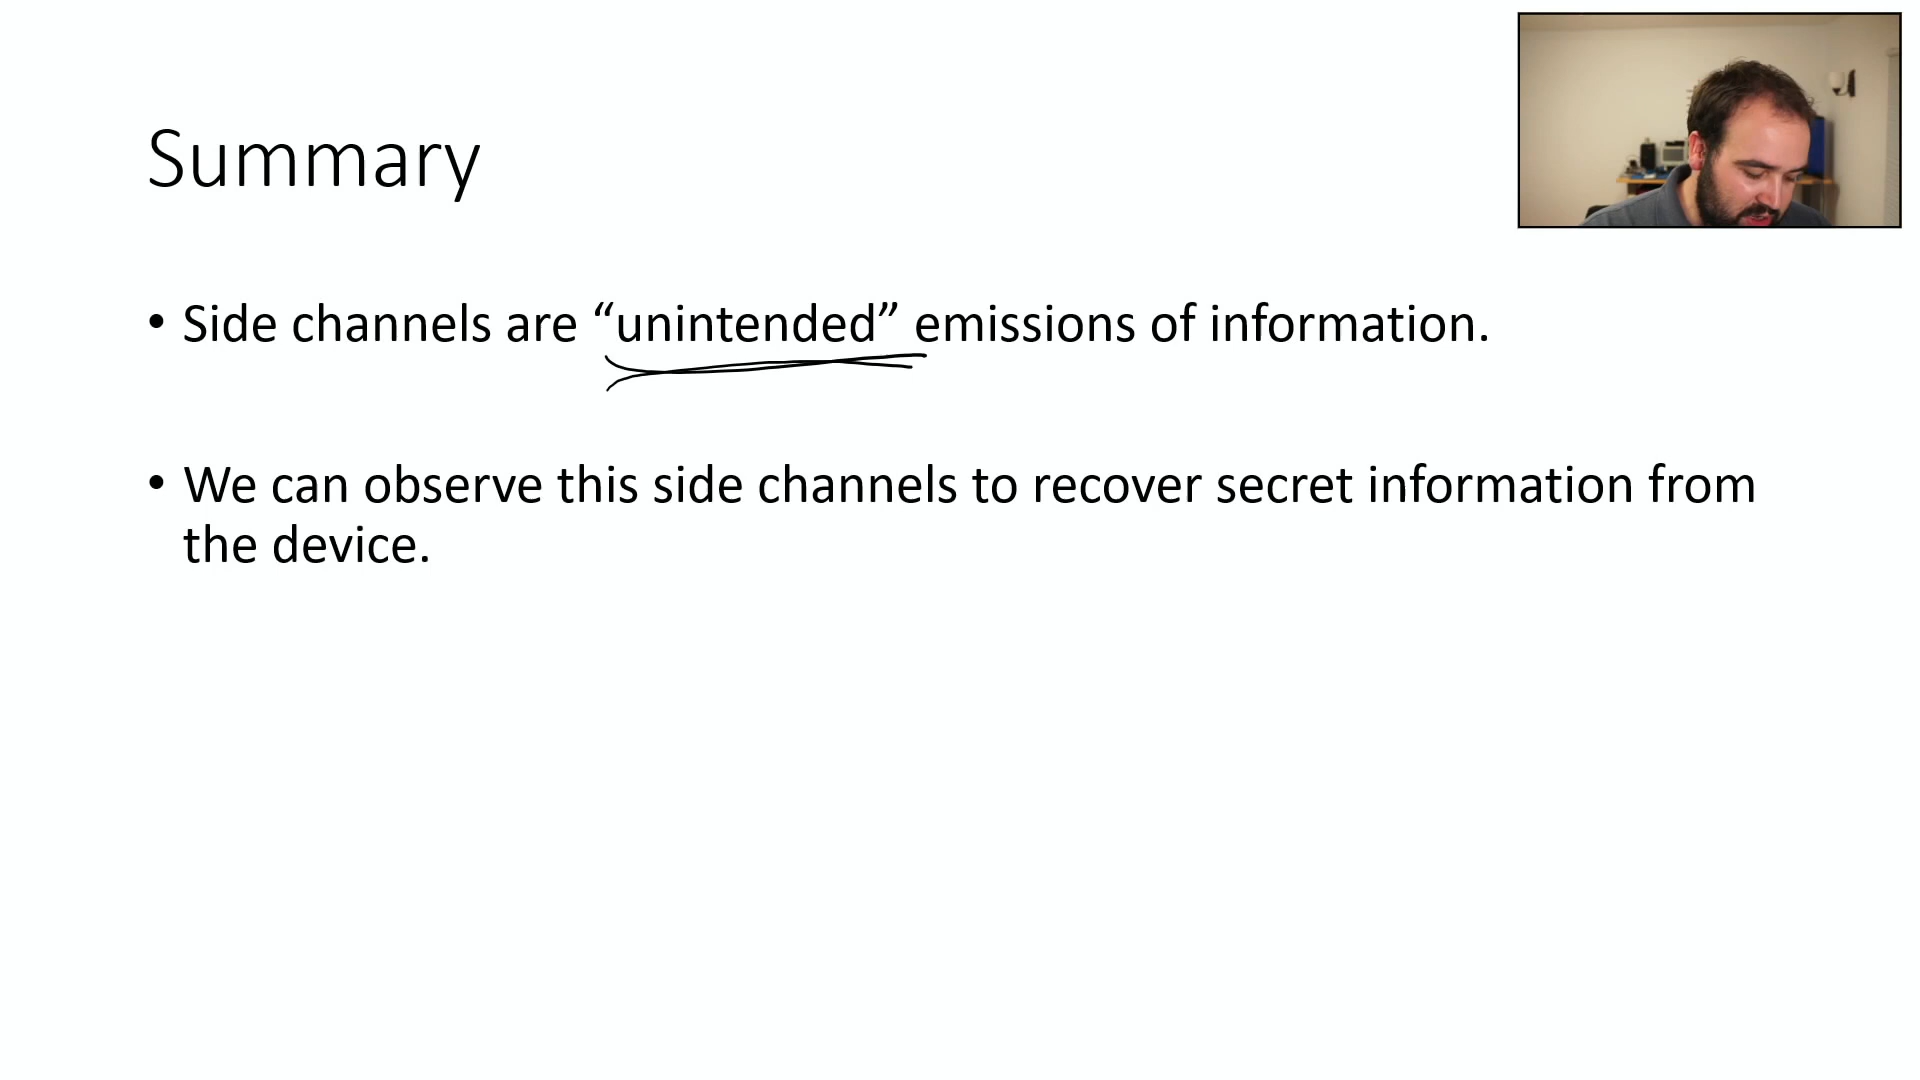 Summary
• Side channels are “unintended” emissions of information.
• We can observe this side channels to recover secret information from
the device.